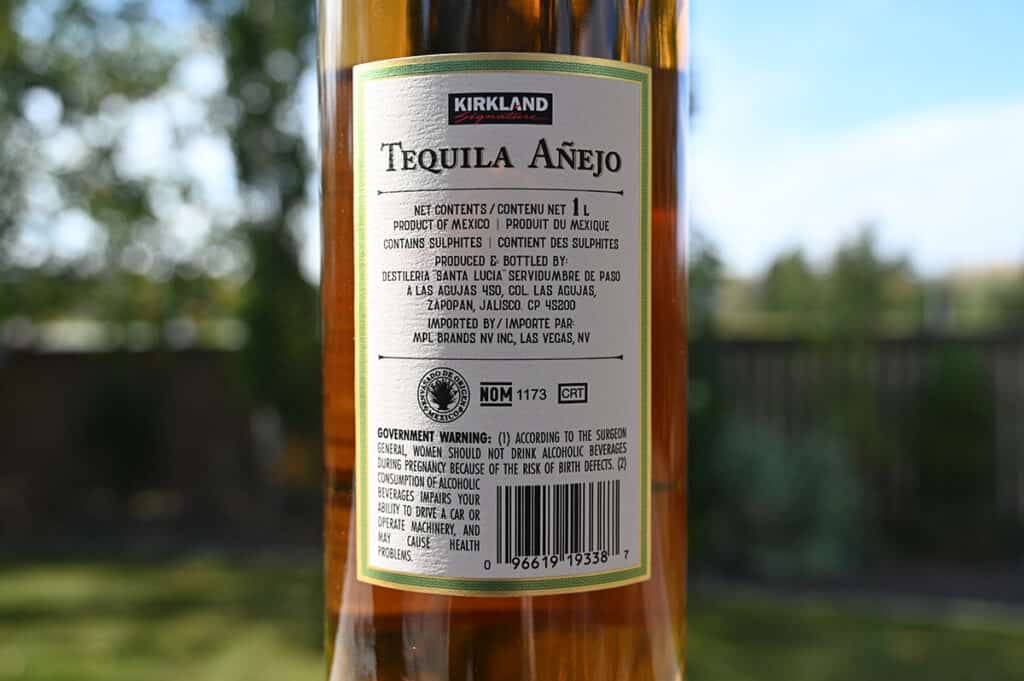 KIRKLAND
Signature
TEQUILA AÑEJO
NET CONTENTS / CONTENU NET 1 L
PRODUCT OF MEXICO | PRODUIT DU MEXIQUE
CONTAINS SULPHITES | CONTIENT DES SULPHITES
PRODUCED & BOTTLED BY:
DESTILERIA "SANTA LUCIA" SERVIDUMBRE DE PASO
A LAS AGUJAS 450, COL. LAS AGUJAS,
ZAPOPAN, JALISCO. CP 45200
IMPORTED BY/ IMPORTE PAR:
MPL BRANDS NV INC, LAS VEGAS, NV
ENVASADO DE ORIGEN
MEXICO
NOM 1173 CRT
GOVERNMENT WARNING: (1) ACCORDING TO THE SURGEON
GENERAL, WOMEN SHOULD NOT DRINK ALCOHOLIC BEVERAGES
DURING PREGNANCY BECAUSE OF THE RISK OF BIRTH DEFECTS. (2)
CONSUMPTION OF ALCOHOLIC
BEVERAGES IMPAIRS YOUR
ABILITY TO DRIVE A CAR OR
OPERATE MACHINERY, AND
MAY CAUSE HEALTH
PROBLEMS.
0 96619 19338 7